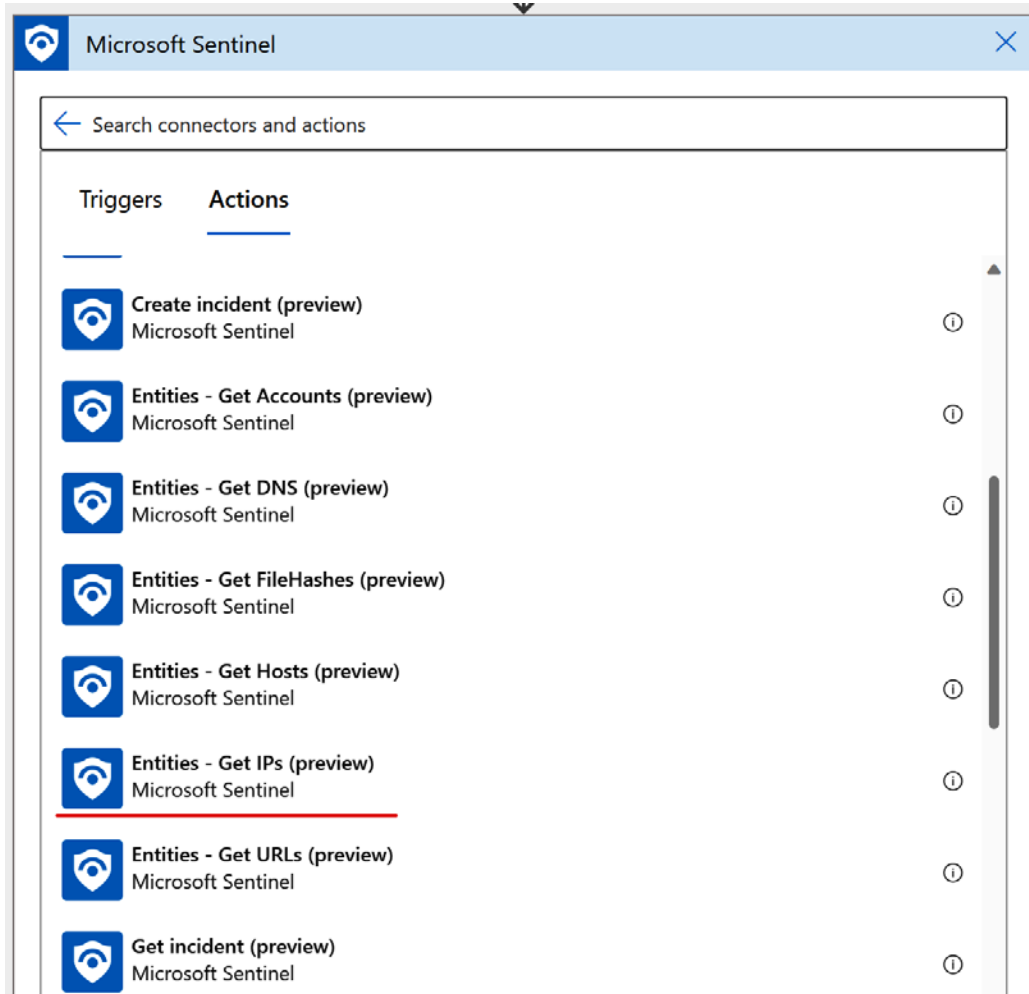 Microsoft Sentinel
Search connectors and actions
Triggers Actions
Create incident (preview)
Microsoft Sentinel
Entities - Get Accounts (preview)
Microsoft Sentinel
Entities - Get DNS (preview)
Microsoft Sentinel
Entities - Get FileHashes (preview)
Microsoft Sentinel
Entities - Get Hosts (preview)
Microsoft Sentinel
Entities - Get IPs (preview)
Microsoft Sentinel
Entities - Get URLs (preview)
Microsoft Sentinel
Get incident (preview)
Microsoft Sentinel